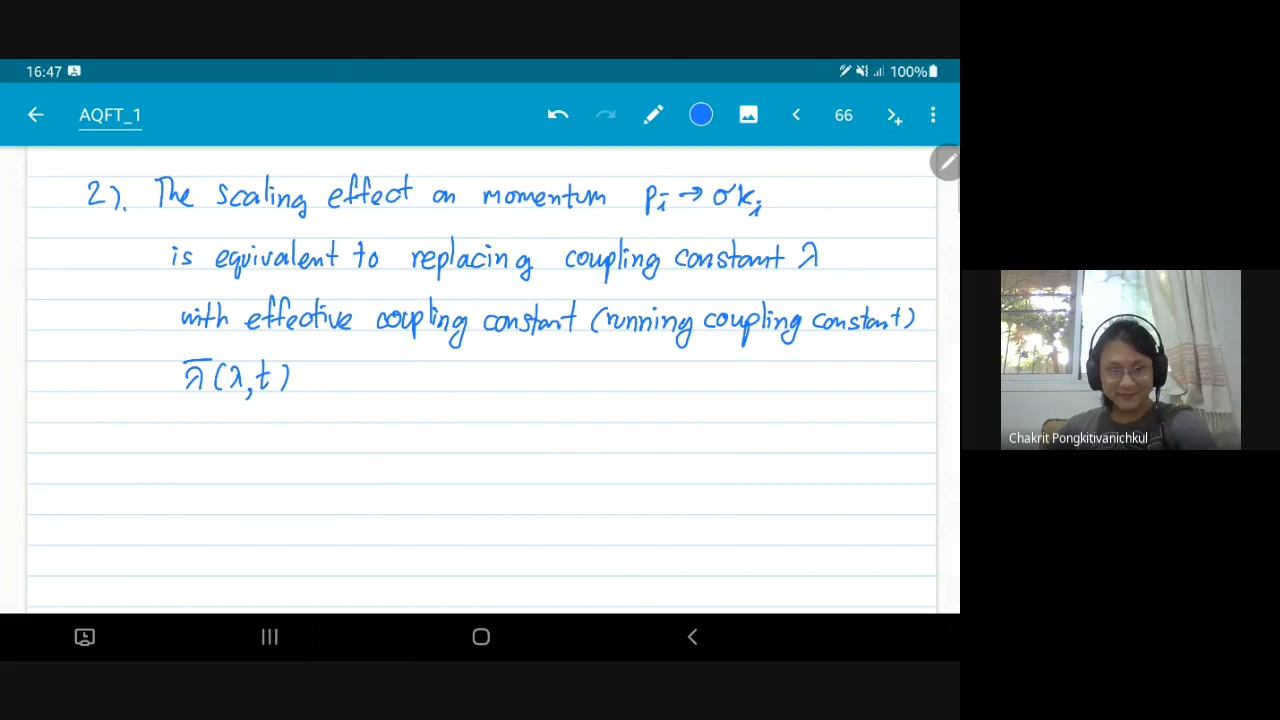 16:47
100%
AQFT_1
66
2). The scaling effect on momentum pᵢ → σkᵢ
is equivalent to replacing coupling constant λ
with effective coupling constant (running coupling constant)
λ̄(λ,t)
Chakrit Pongkitivanichkul